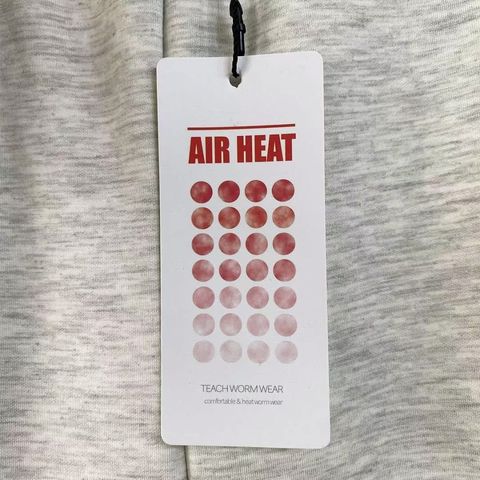 AIR HEAT
TEACH WORM WEAR
comfortable & heat worm wear